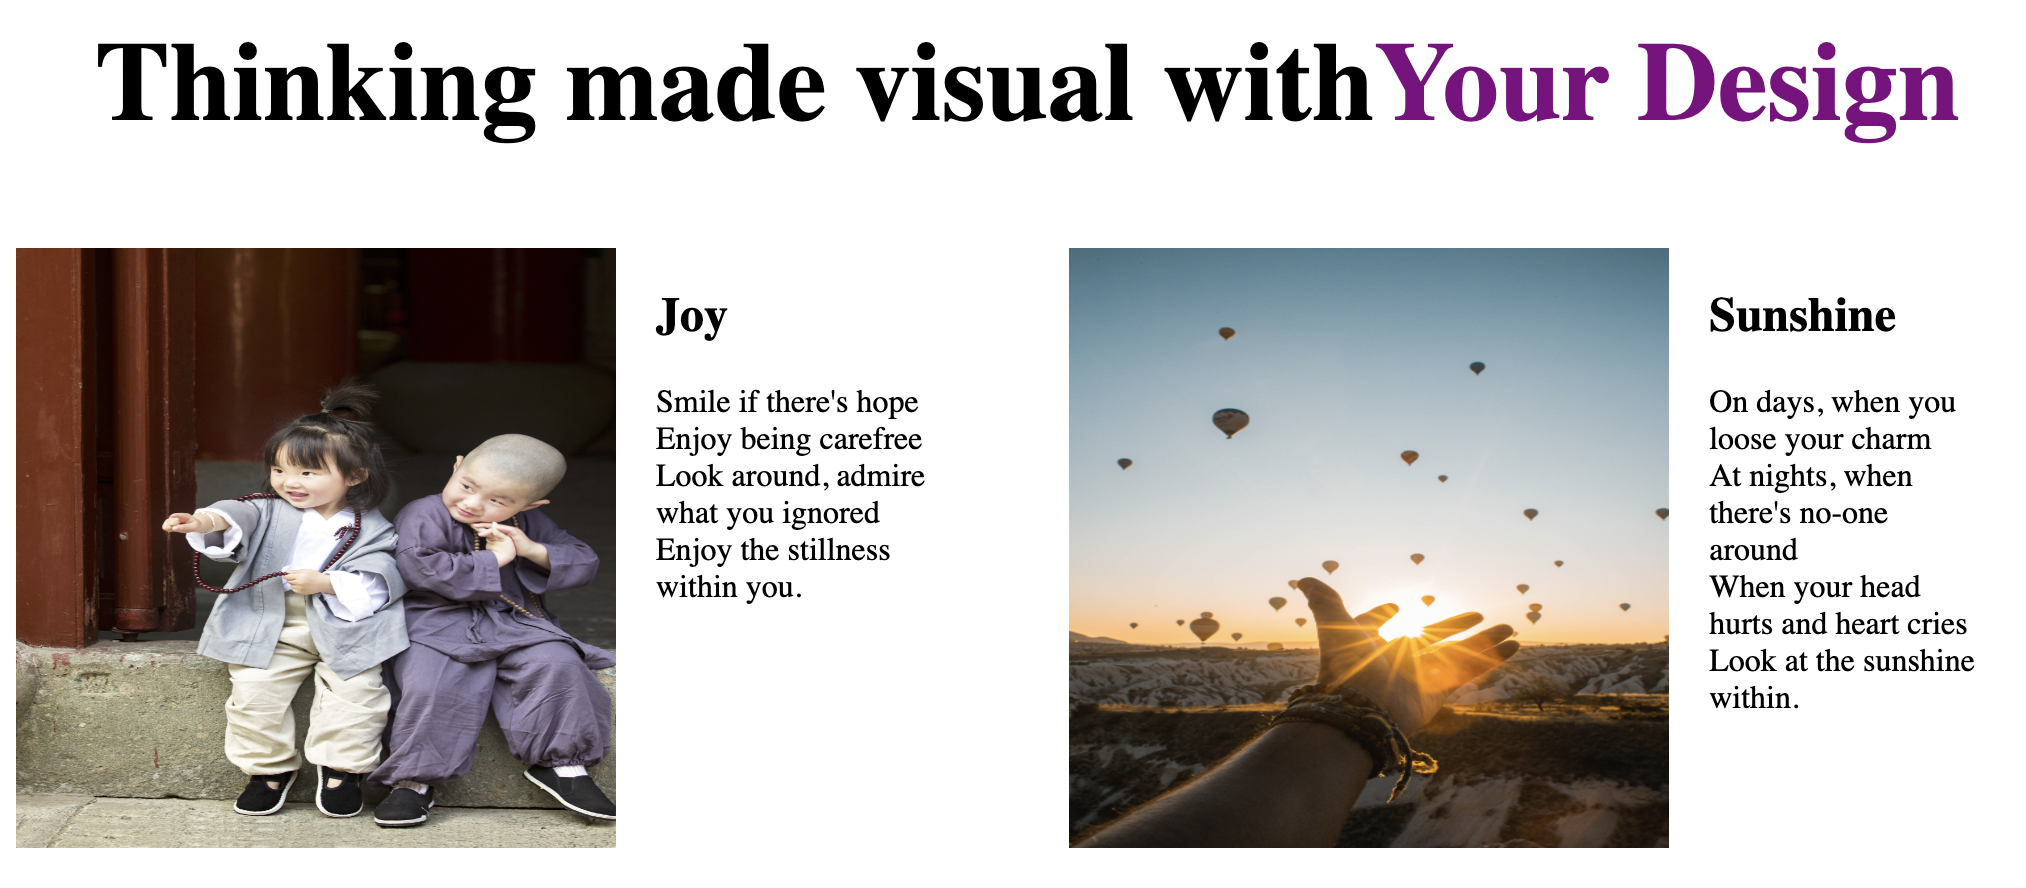 Thinking made visual withYour Design
Joy
Smile if there's hope
Enjoy being carefree
Look around, admire
what you ignored
Enjoy the stillness
within you.
Sunshine
On days, when you
loose your charm
At nights, when
there's no-one
around
When your head
hurts and heart cries
Look at the sunshine
within.